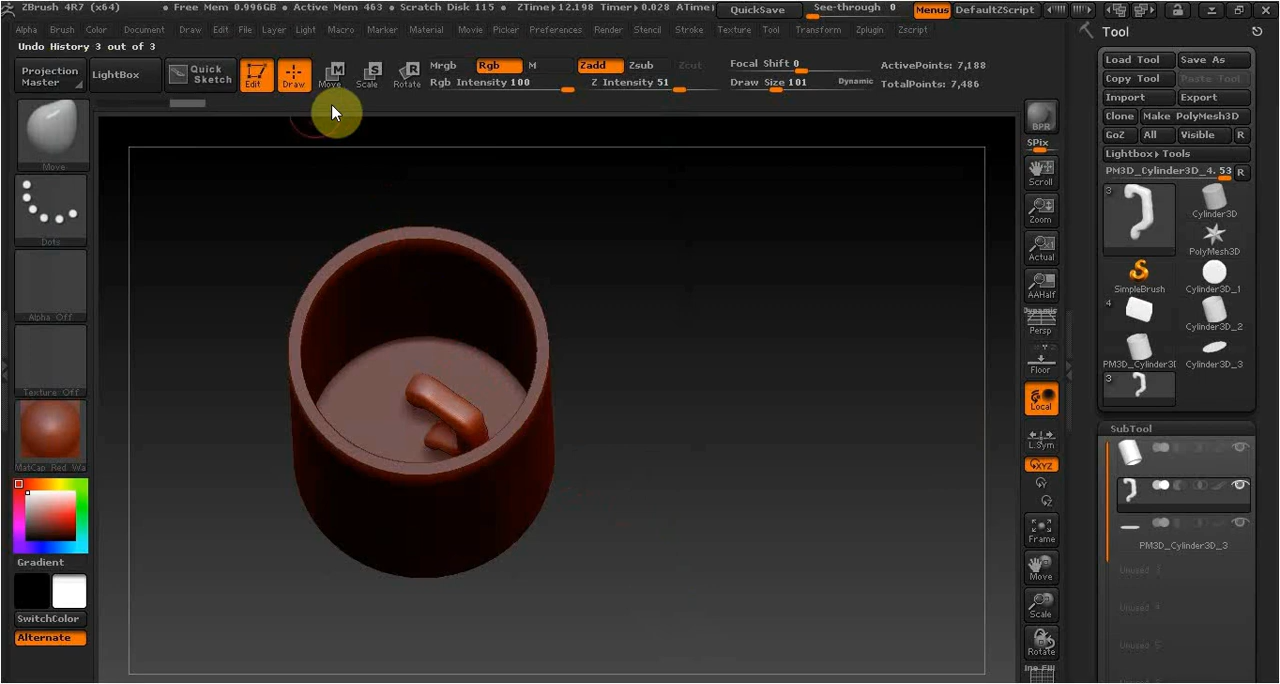 ZBrush 4R7 (x64) • Free Mem 0.996GB • Active Mem 463 • Scratch Disk 115 • ZTime▸12.198 Timer▸0.028 ATime▸ QuickSave See-through 0 Menus DefaultZScript
Alpha Brush Color Document Draw Edit File Layer Light Macro Marker Material Movie Picker Preferences Render Stencil Stroke Texture Tool Transform Zplugin Zscript
Undo History 3 out of 3
Projection Master
LightBox
Quick Sketch
Edit
Draw
Move
Scale
Rotate
Mrgb Rgb M
Rgb Intensity 100
Zadd Zsub Zcut
Z Intensity 51
Focal Shift 0
Draw Size 101 Dynamic
ActivePoints: 7,188
TotalPoints: 7,486
Move
Dots
Alpha Off
Texture Off
MatCap Red Wa
Gradient
SwitchColor
Alternate
BPR
SPix
Scroll
Zoom
Actual
AAHalf
Dynamic
Persp
Floor
Local
L.Sym
XYZ
Y
Z
Frame
Move
Scale
Rotate
Tool
Load Tool Save As
Copy Tool Paste Tool
Import Export
Clone Make PolyMesh3D
GoZ All Visible R
Lightbox▸Tools
PM3D_Cylinder3D_4. 53 R
3
Cylinder3D
PolyMesh3D
SimpleBrush Cylinder3D_1
4
Cylinder3D_2
PM3D_Cylinder3D Cylinder3D_3
3
SubTool
PM3D_Cylinder3D_3